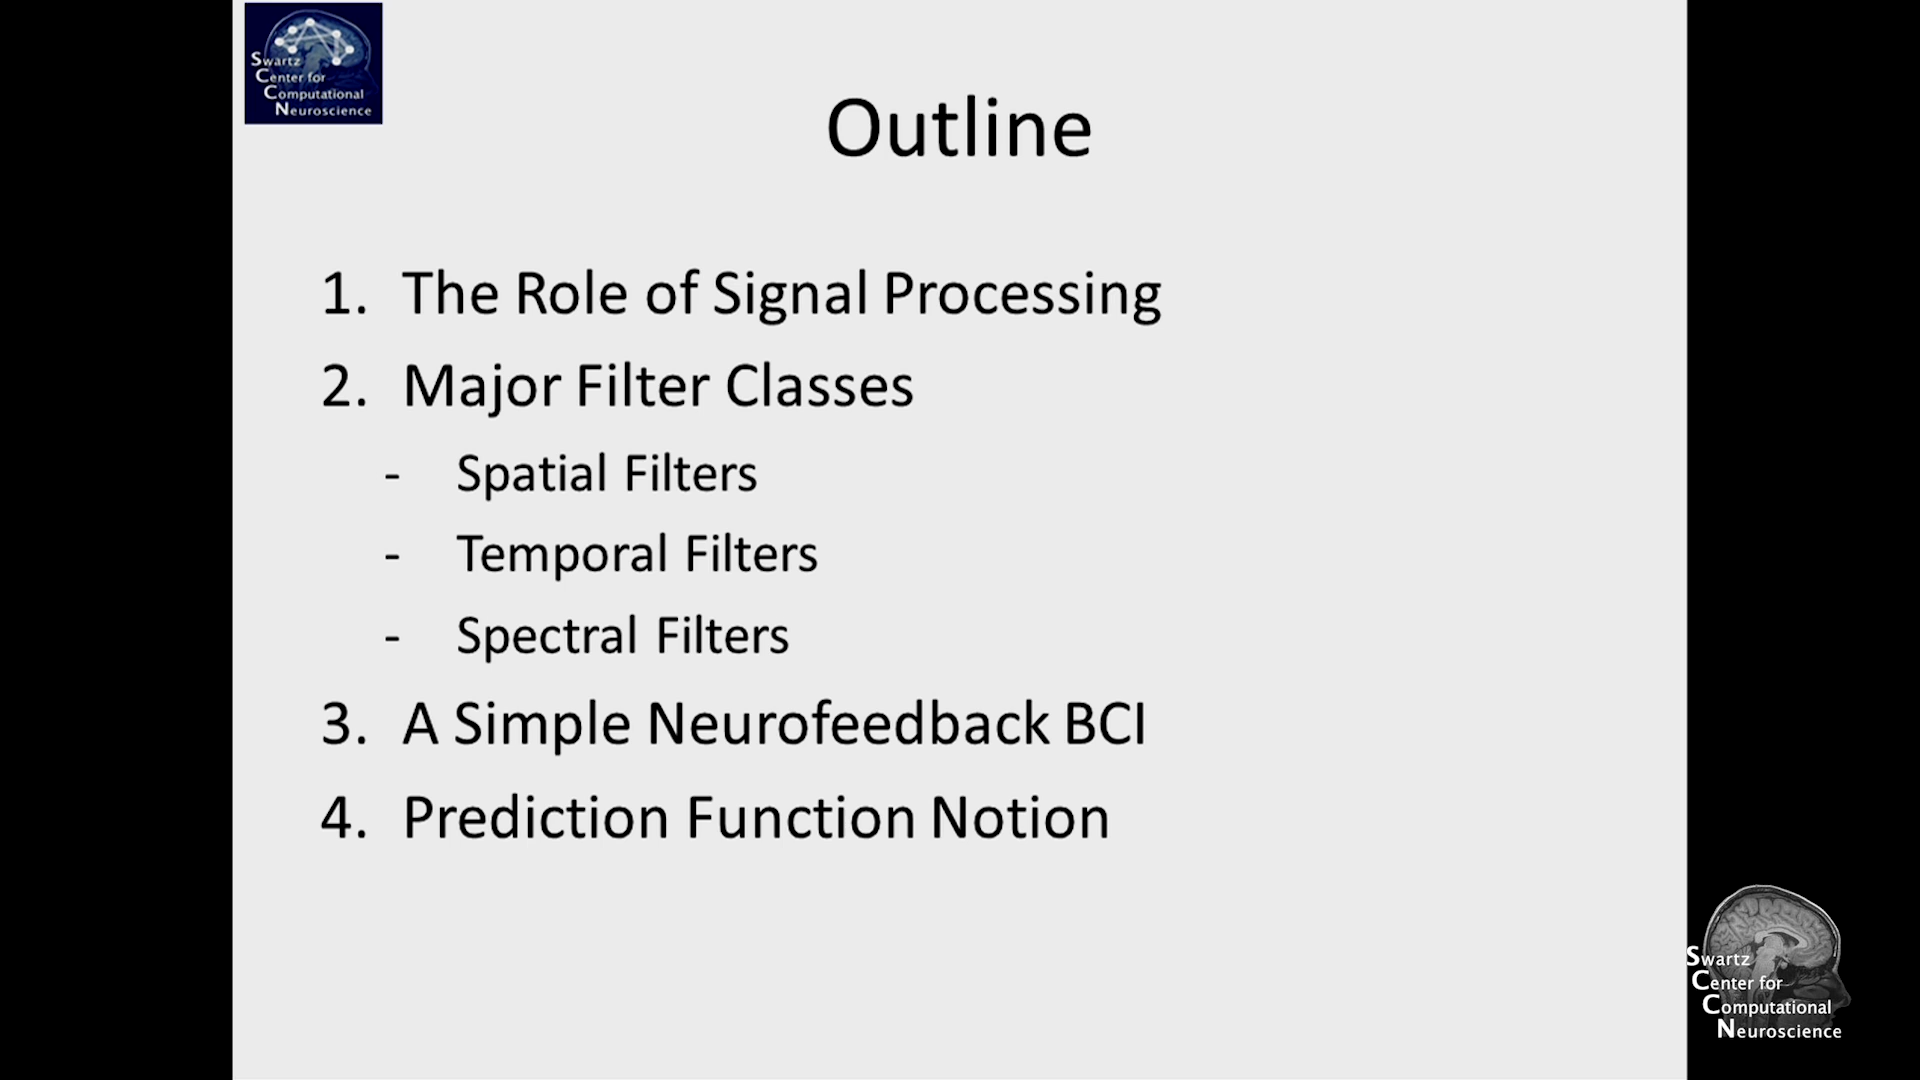 Swartz
Center for
Computational
Neuroscience
Outline
1. The Role of Signal Processing
2. Major Filter Classes
- Spatial Filters
- Temporal Filters
- Spectral Filters
3. A Simple Neurofeedback BCI
4. Prediction Function Notion
Swartz
Center for
Computational
Neuroscience